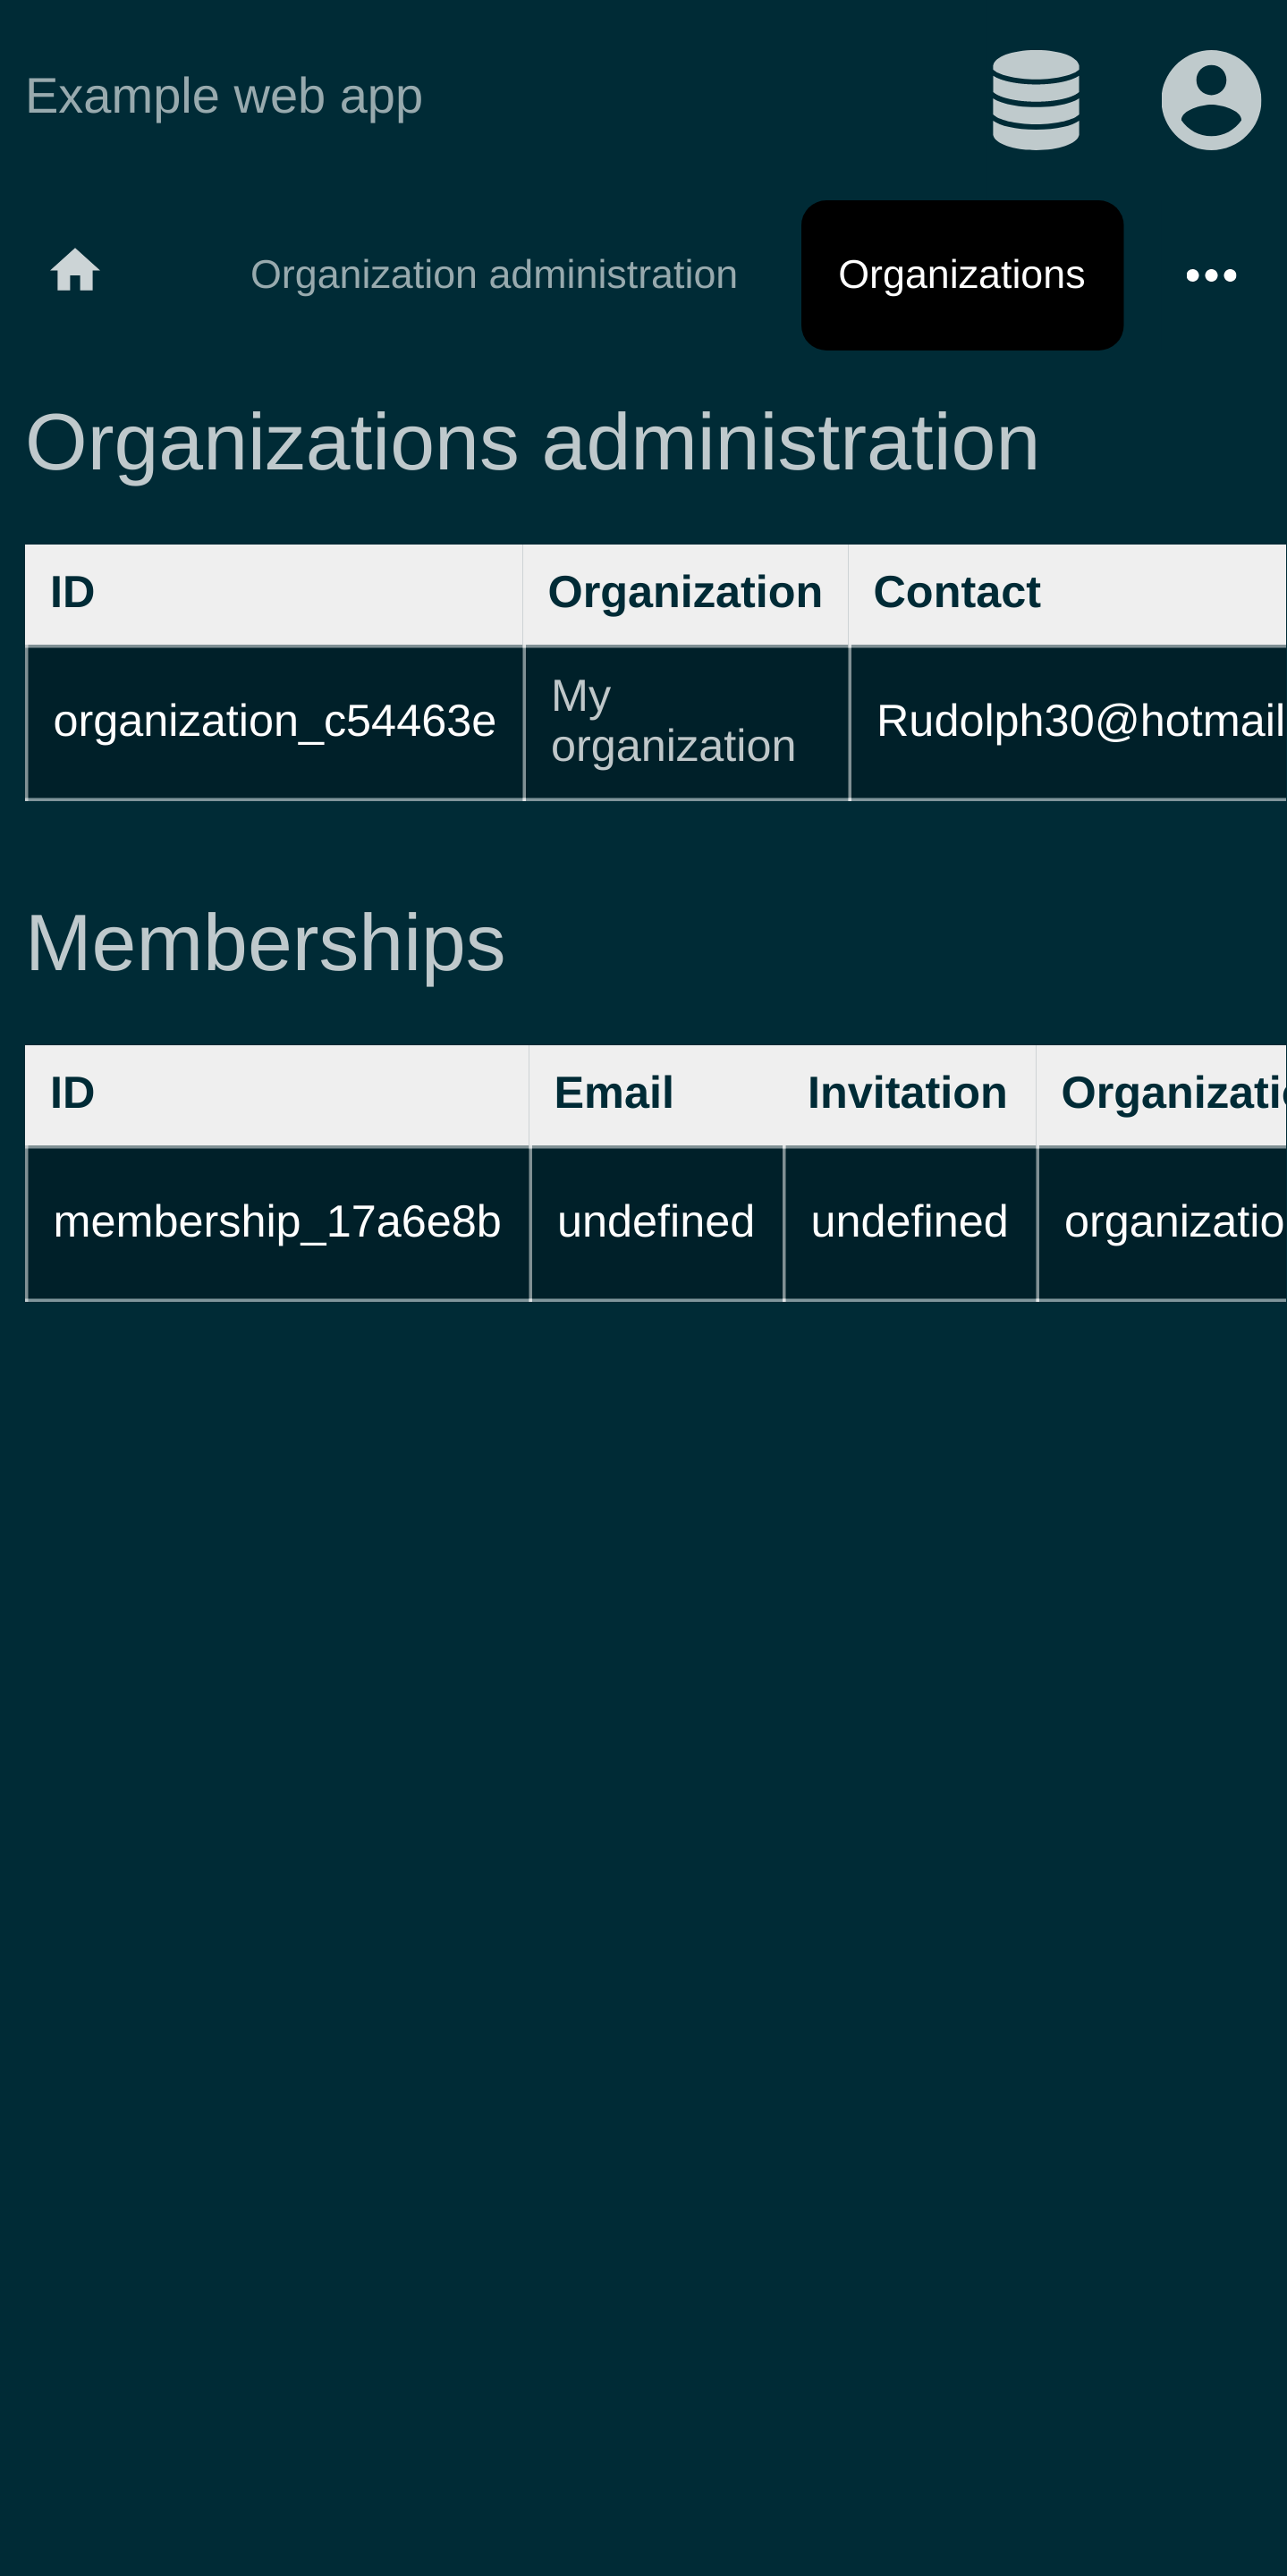 Example web app
Organization administration
Organizations
Organizations administration
ID Organization Contact
organization_c54463e My organization Rudolph30@hotmail
Memberships
ID Email Invitation Organizatio
membership_17a6e8b undefined undefined organizatio